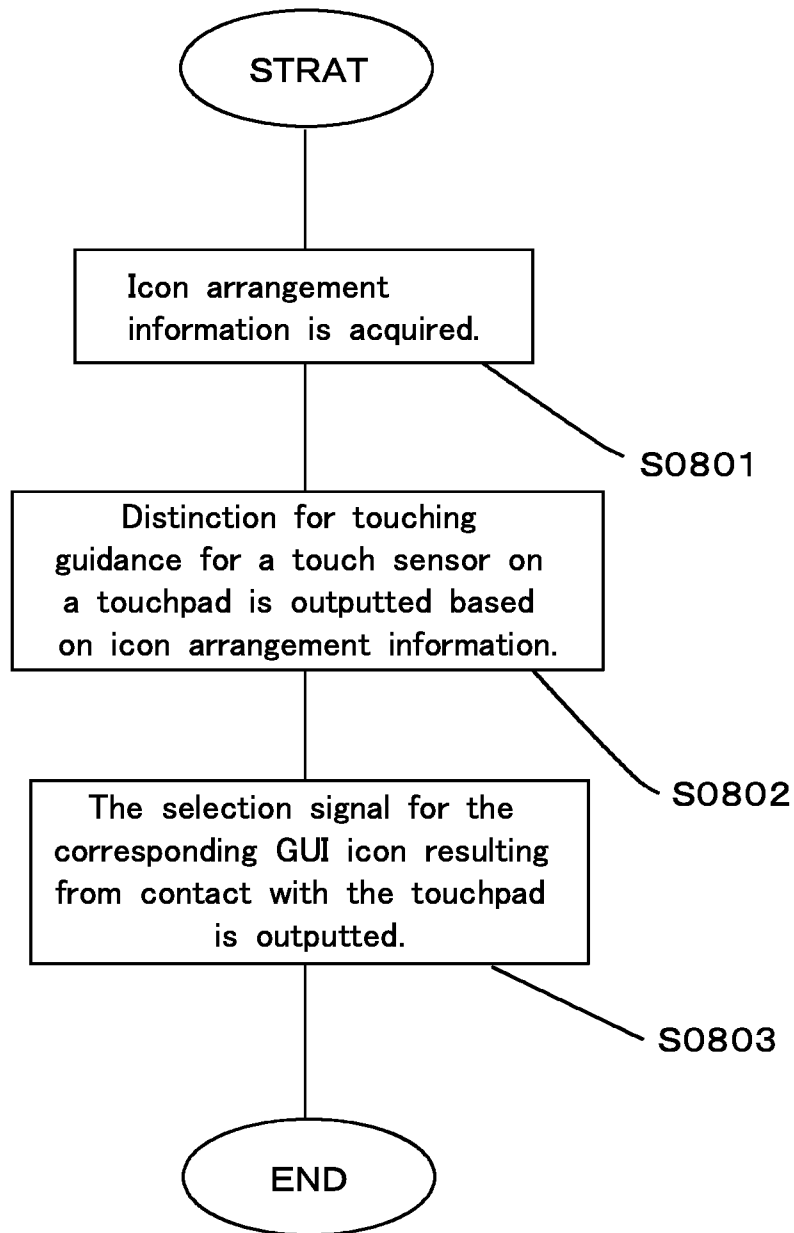 STRAT
Icon arrangement
information is acquired.
S0801
Distinction for touching
guidance for a touch sensor on
a touchpad is outputted based
on icon arrangement information.
S0802
The selection signal for the
corresponding GUI icon resulting
from contact with the touchpad
is outputted.
S0803
END